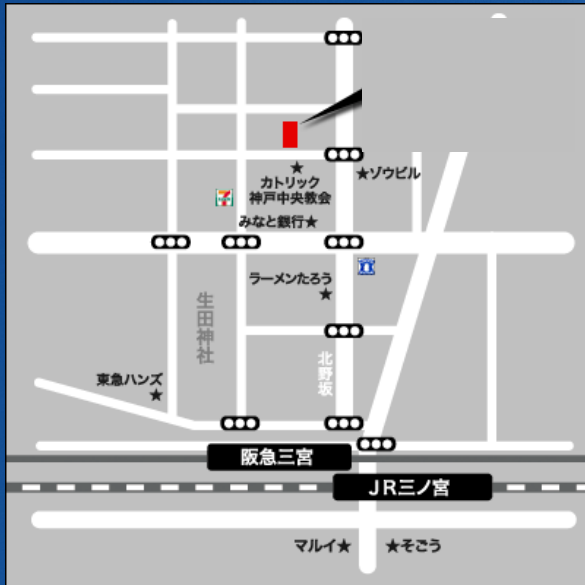 ★ゾウビル
★
カトリック
神戸中央教会
7
みなと銀行★
ラーメンたろう
★
生田神社
北野坂
東急ハンズ
★
阪急三宮
JR三ノ宮
マルイ★
★そごう